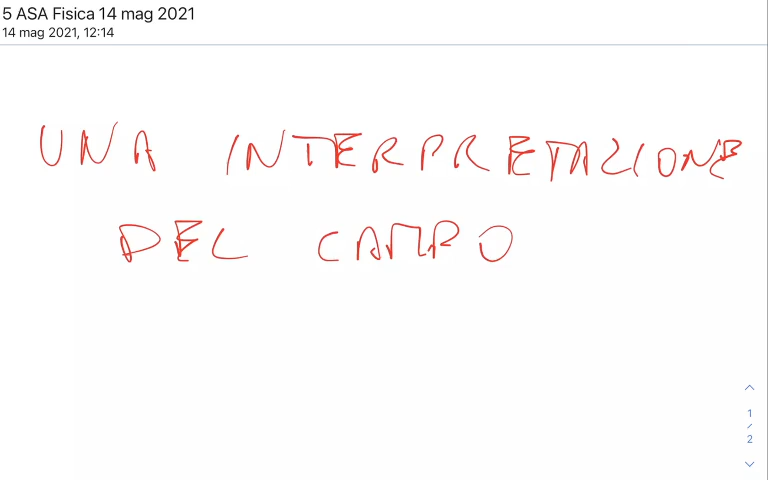 5 ASA Fisica 14 mag 2021
14 mag 2021, 12:14
UNA INTERPRETAZIONE
DEL CAMPO
1
/
2